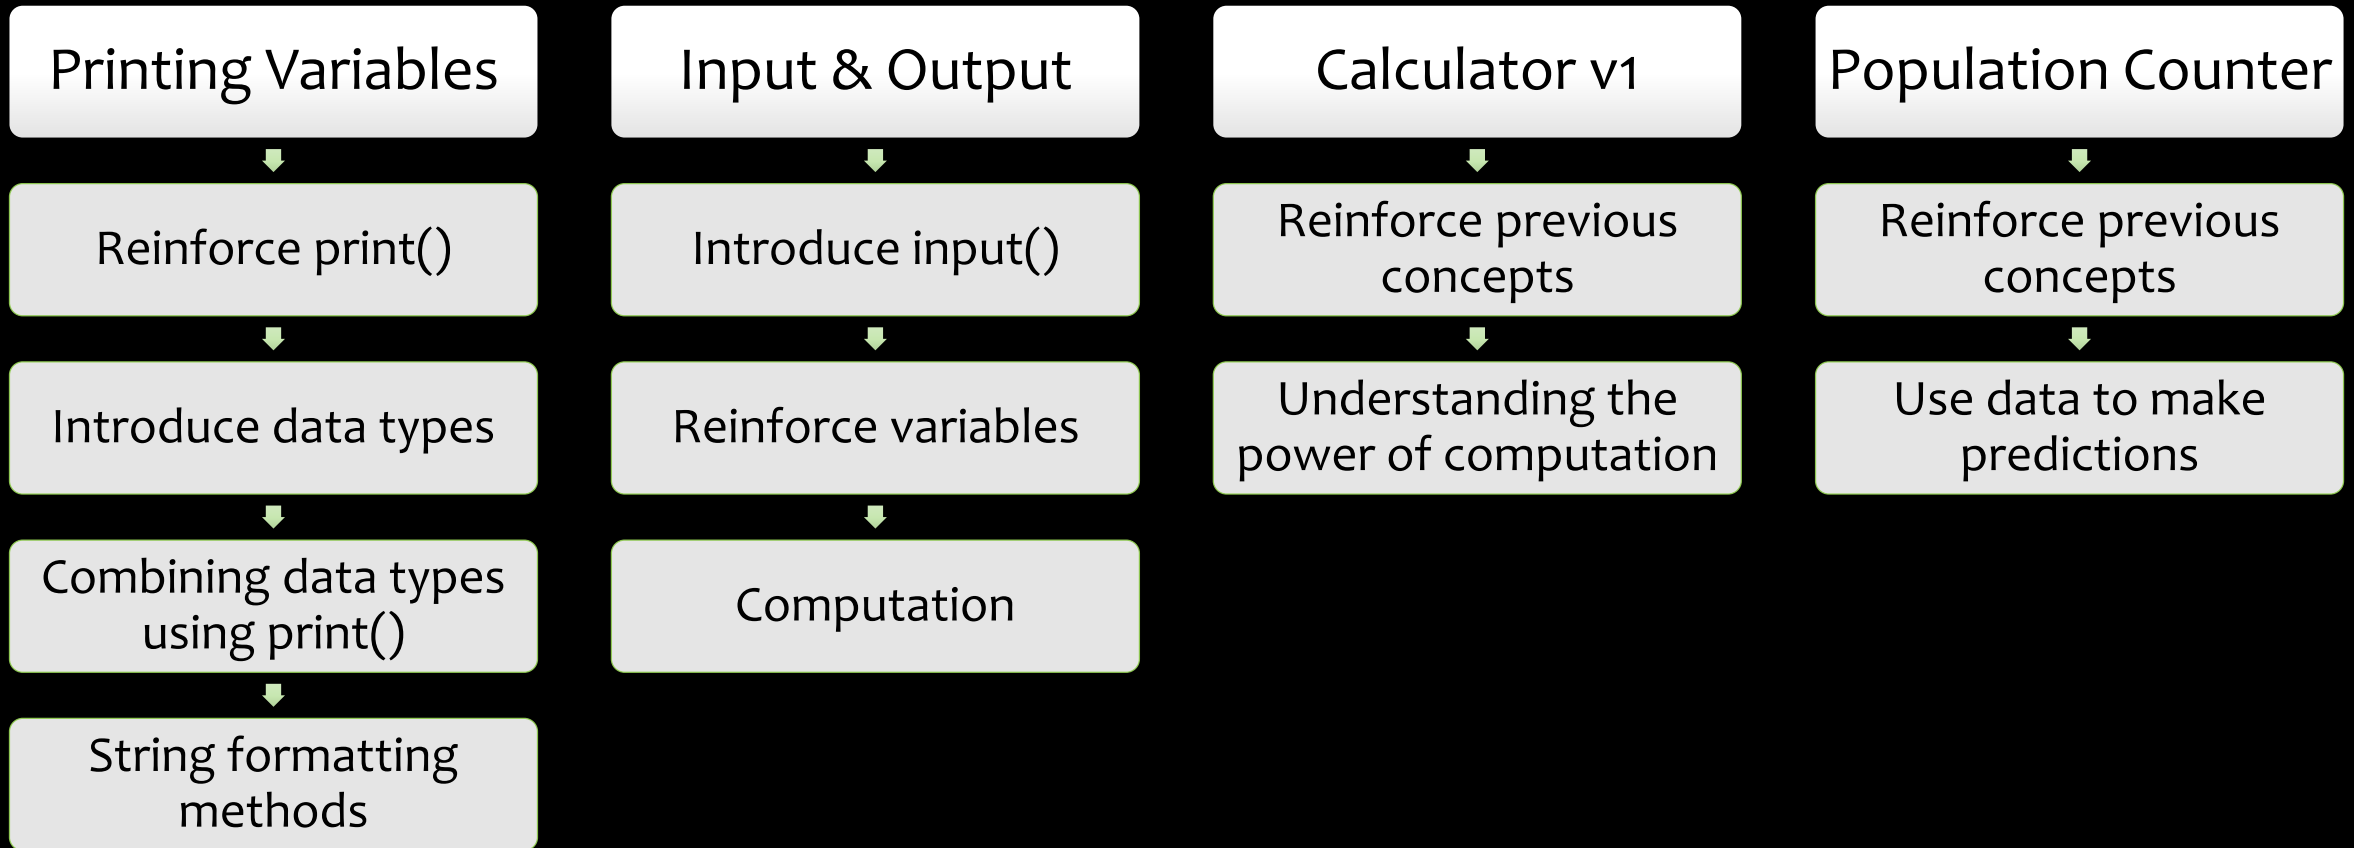 Printing Variables
Reinforce print()
Introduce data types
Combining data types
using print()
String formatting
methods
Input & Output
Introduce input()
Reinforce variables
Computation
Calculator v1
Reinforce previous
concepts
Understanding the
power of computation
Population Counter
Reinforce previous
concepts
Use data to make
predictions